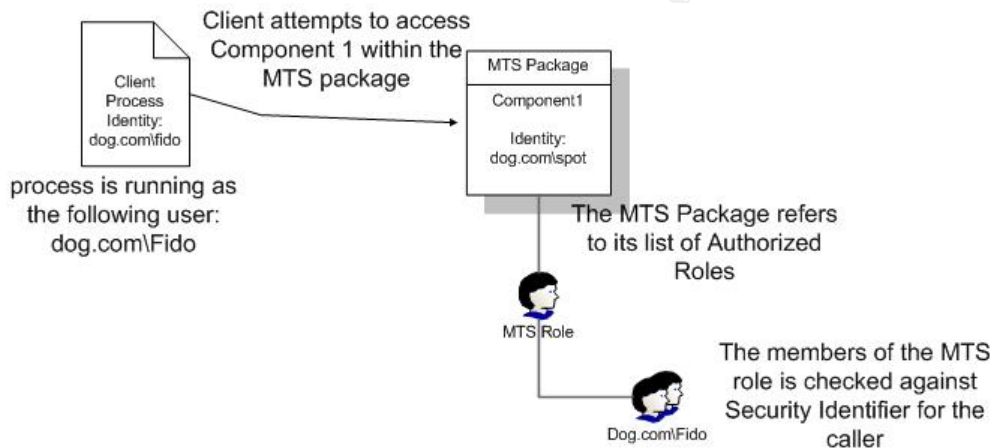 Client attempts to access
Component 1 within the
MTS package
Client
Process
Identity:
dog.com\fido
process is running as
the following user:
dog.com\Fido
MTS Package
Component1
Identity:
dog.com\spot
The MTS Package refers
to its list of Authorized
Roles
MTS Role
The members of the MTS
role is checked against
Security Identifier for the
caller
Dog.com\Fido